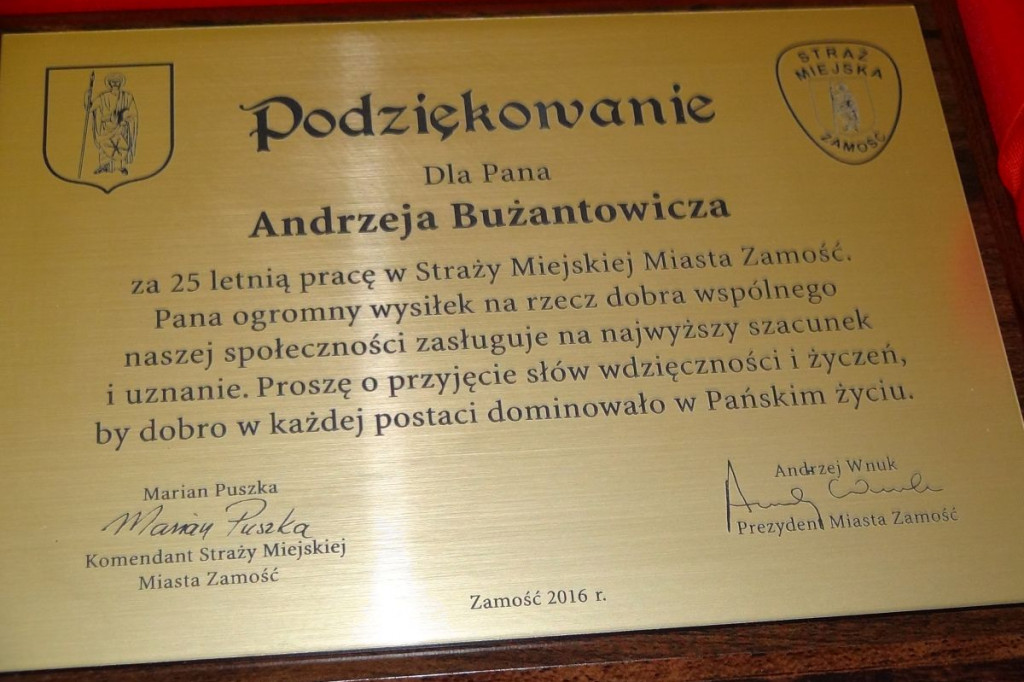 STRAŻ
MIEJSKA
ZAMOŚĆ
Podziękowanie
Dla Pana
Andrzeja Bużantowicza
za 25 letnią pracę w Straży Miejskiej Miasta Zamość.
Pana ogromny wysiłek na rzecz dobra wspólnego
naszej społeczności zasługuje na najwyższy szacunek
i uznanie. Proszę o przyjęcie słów wdzięczności i życzeń,
by dobro w każdej postaci dominowało w Pańskim życiu.
Marian Puszka
Marian Puszka
Komendant Straży Miejskiej
Miasta Zamość
Andrzej Wnuk
Prezydent Miasta Zamość
Zamość 2016 r.